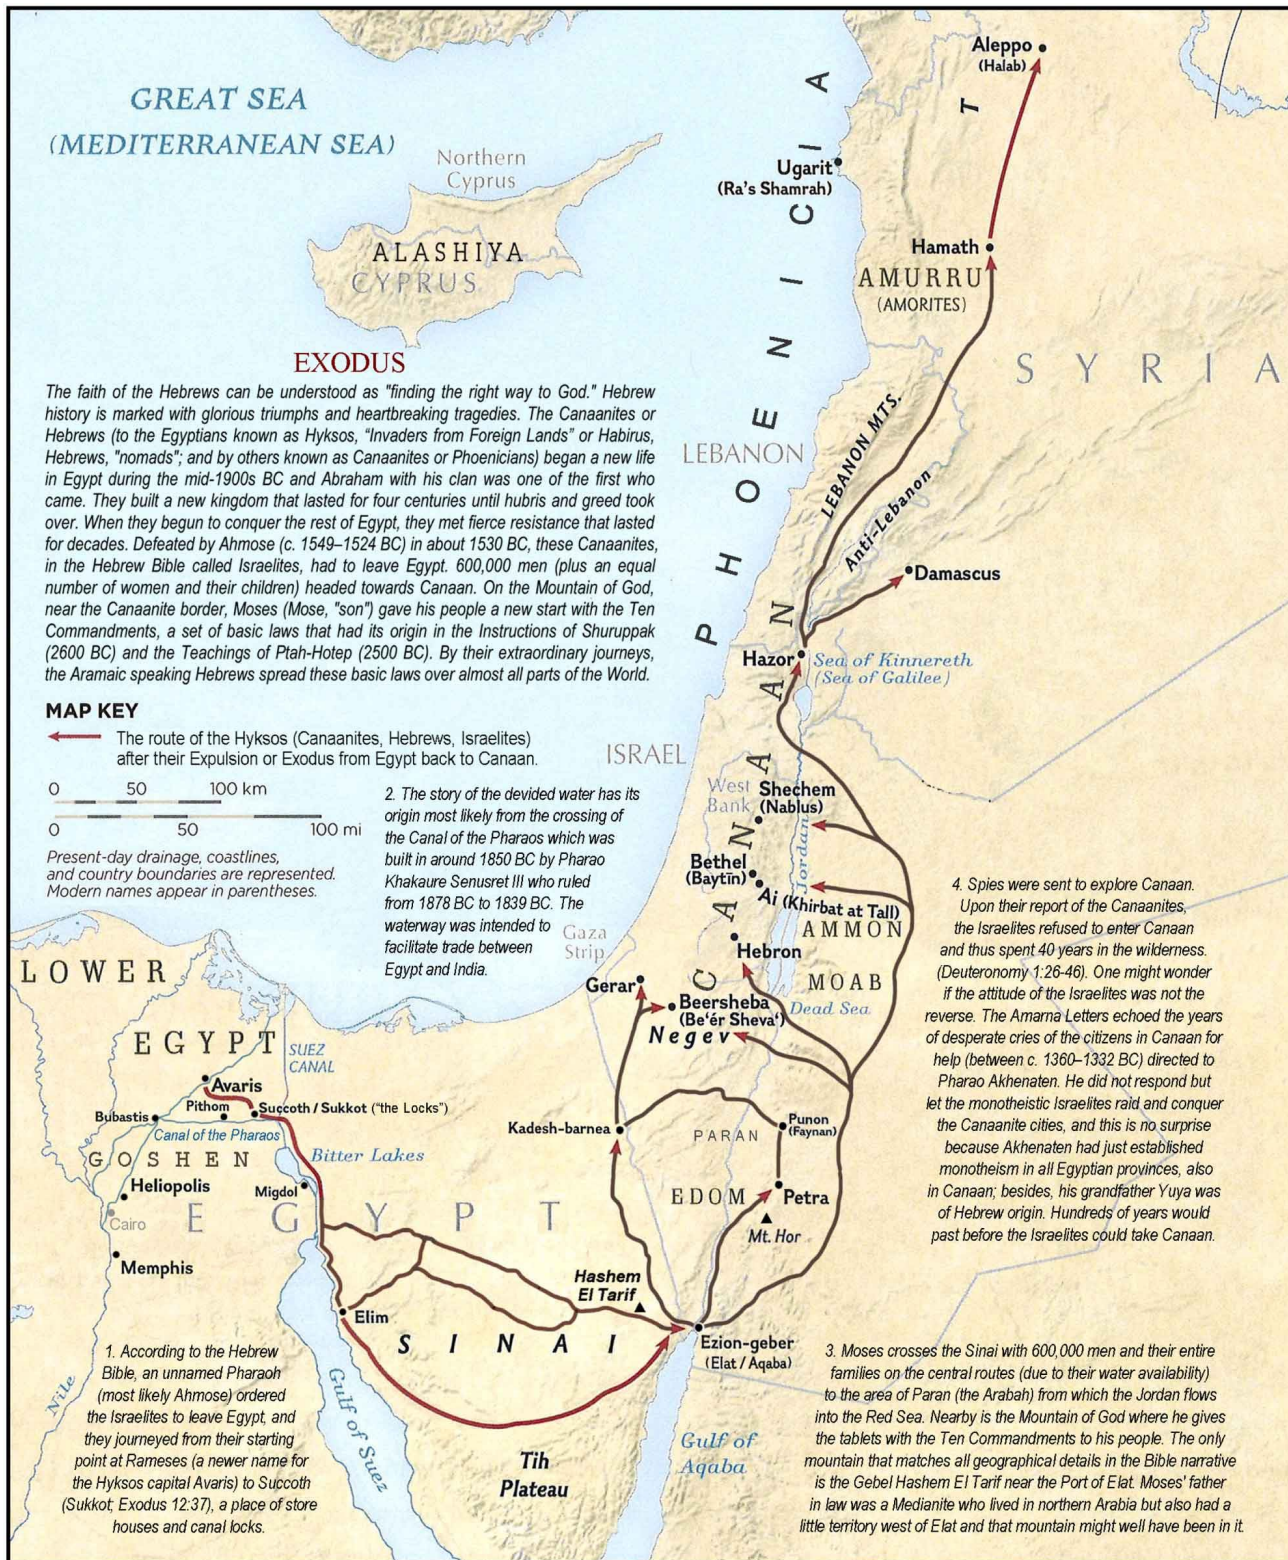 GREAT SEA
(MEDITERRANEAN SEA)
Northern
Cyprus
ALASHIYA
CYPRUS
Aleppo
(Halab)
T
Ugarit
(Ra's Shamrah)
Hamath
AMURRU
(AMORITES)
SYRIA
PHOENICIA
LEBANON
LEBANON MTS.
Anti-Lebanon
Damascus
EXODUS
The faith of the Hebrews can be understood as "finding the right way to God." Hebrew
history is marked with glorious triumphs and heartbreaking tragedies. The Canaanites or
Hebrews (to the Egyptians known as Hyksos, “Invaders from Foreign Lands” or Habirus,
Hebrews, "nomads"; and by others known as Canaanites or Phoenicians) began a new life
in Egypt during the mid-1900s BC and Abraham with his clan was one of the first who
came. They built a new kingdom that lasted for four centuries until hubris and greed took
over. When they begun to conquer the rest of Egypt, they met fierce resistance that lasted
for decades. Defeated by Ahmose (c. 1549–1524 BC) in about 1530 BC, these Canaanites,
in the Hebrew Bible called Israelites, had to leave Egypt. 600,000 men (plus an equal
number of women and their children) headed towards Canaan. On the Mountain of God,
near the Canaanite border, Moses (Mose, "son") gave his people a new start with the Ten
Commandments, a set of basic laws that had its origin in the Instructions of Shuruppak
(2600 BC) and the Teachings of Ptah-Hotep (2500 BC). By their extraordinary journeys,
the Aramaic speaking Hebrews spread these basic laws over almost all parts of the World.
MAP KEY
The route of the Hyksos (Canaanites, Hebrews, Israelites)
after their Expulsion or Exodus from Egypt back to Canaan.
0 50 100 km
0 50 100 mi
Present-day drainage, coastlines,
and country boundaries are represented.
Modern names appear in parentheses.
2. The story of the devided water has its
origin most likely from the crossing of
the Canal of the Pharaos which was
built in around 1850 BC by Pharao
Khakaure Senusret III who ruled
from 1878 BC to 1839 BC. The
waterway was intended to
facilitate trade between
Egypt and India.
Hazor
Sea of Kinnereth
(Sea of Galilee)
CANAAN
ISRAEL
West
Bank
Shechem
(Nablus)
Jordan
Bethel
(Baytīn)
Ai (Khirbat at Tall)
AMMON
Hebron
MOAB
Dead Sea
Gaza
Strip
Gerar
Beersheba
(Be‘ér Sheva‘)
Negev
4. Spies were sent to explore Canaan.
Upon their report of the Canaanites,
the Israelites refused to enter Canaan
and thus spent 40 years in the wilderness.
(Deuteronomy 1:26-46). One might wonder
if the attitude of the Israelites was not the
reverse. The Amarna Letters echoed the years
of desperate cries of the citizens in Canaan for
help (between c. 1360–1332 BC) directed to
Pharao Akhenaten. He did not respond but
let the monotheistic Israelites raid and conquer
the Canaanite cities, and this is no surprise
because Akhenaten had just established
monotheism in all Egyptian provinces, also
in Canaan; besides, his grandfather Yuya was
of Hebrew origin. Hundreds of years would
past before the Israelites could take Canaan.
LOWER
EGYPT
SUEZ
CANAL
Avaris
Pithom
Succoth / Sukkot ("the Locks")
Bubastis
Canal of the Pharaos
GOSHEN
Bitter Lakes
Heliopolis
Migdol
Cairo
EGYPT
Memphis
Kadesh-barnea
PARAN
Punon
(Faynan)
EDOM
Petra
Mt. Hor
Hashem
El Tarif
Elim
SINAI
Ezion-geber
(Elat / Aqaba)
Nile
Gulf of Suez
Tih
Plateau
Gulf of
Aqaba
1. According to the Hebrew
Bible, an unnamed Pharaoh
(most likely Ahmose) ordered
the Israelites to leave Egypt, and
they journeyed from their starting
point at Rameses (a newer name for
the Hyksos capital Avaris) to Succoth
(Sukkot; Exodus 12:37), a place of store
houses and canal locks.
3. Moses crosses the Sinai with 600,000 men and their entire
families on the central routes (due to their water availability)
to the area of Paran (the Arabah) from which the Jordan flows
into the Red Sea. Nearby is the Mountain of God where he gives
the tablets with the Ten Commandments to his people. The only
mountain that matches all geographical details in the Bible narrative
is the Gebel Hashem El Tarif near the Port of Elat. Moses' father
in law was a Medianite who lived in northern Arabia but also had a
little territory west of Elat and that mountain might well have been in it.